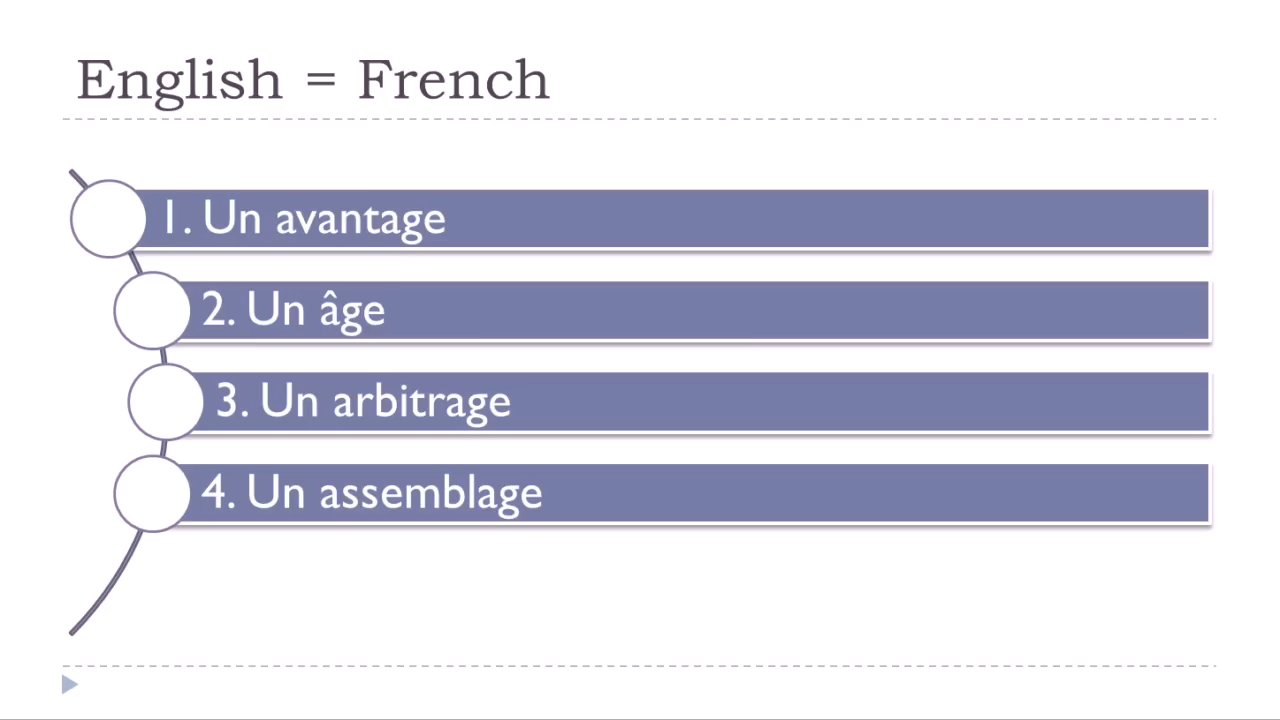 English = French
1. Un avantage
2. Un âge
3. Un arbitrage
4. Un assemblage